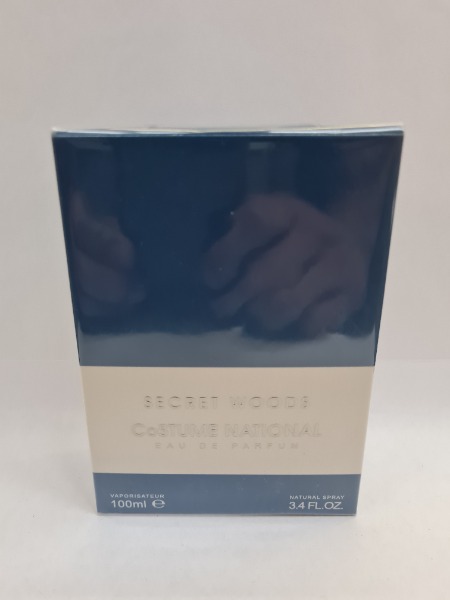 SECRET WOODS
CoSTUME NATIONAL
EAU DE PARFUM
VAPORISATEUR NATURAL SPRAY
100ml ℮ 3.4 FL.OZ.